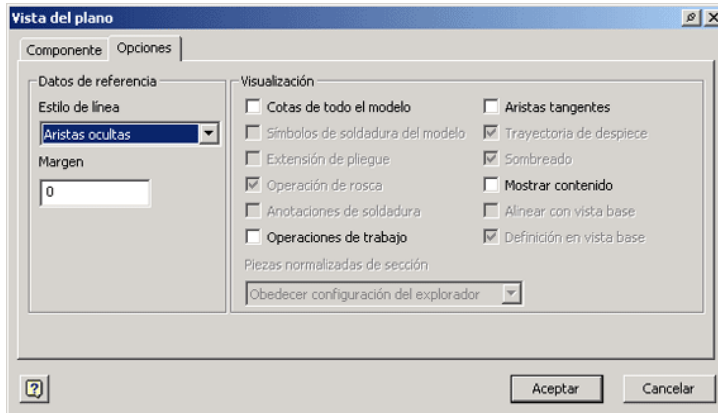 Vista del plano
Componente
Opciones
Datos de referencia
Estilo de línea
Aristas ocultas
Margen
0
Visualización
Cotas de todo el modelo
Símbolos de soldadura del modelo
Extensión de pliegue
Operación de rosca
Anotaciones de soldadura
Operaciones de trabajo
Aristas tangentes
Trayectoria de despiece
Sombreado
Mostrar contenido
Alinear con vista base
Definición en vista base
Piezas normalizadas de sección
Obedecer configuración del explorador
Aceptar
Cancelar